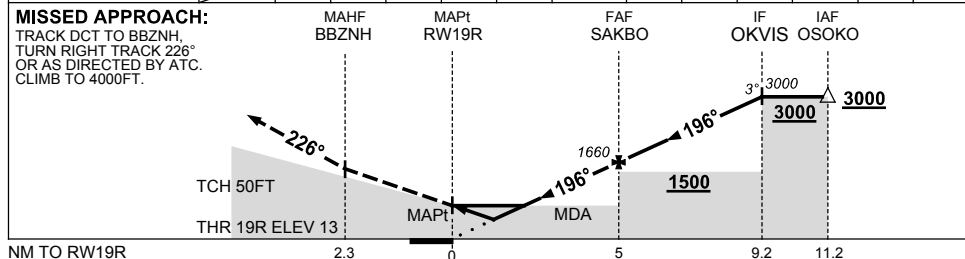 MISSED APPROACH:
TRACK DCT TO BBZNH,
TURN RIGHT TRACK 226°
OR AS DIRECTED BY ATC.
CLIMB TO 4000FT.
MAHF
BBZNH
MAPt
RW19R
FAF
SAKBO
IF
OKVIS
IAF
OSOKO
3° 3000
3000
3000
196°
226°
1660
196°
1500
TCH 50FT
MAPt
MDA
THR 19R ELEV 13
NM TO RW19R
2.3
0
5
9.2
11.2